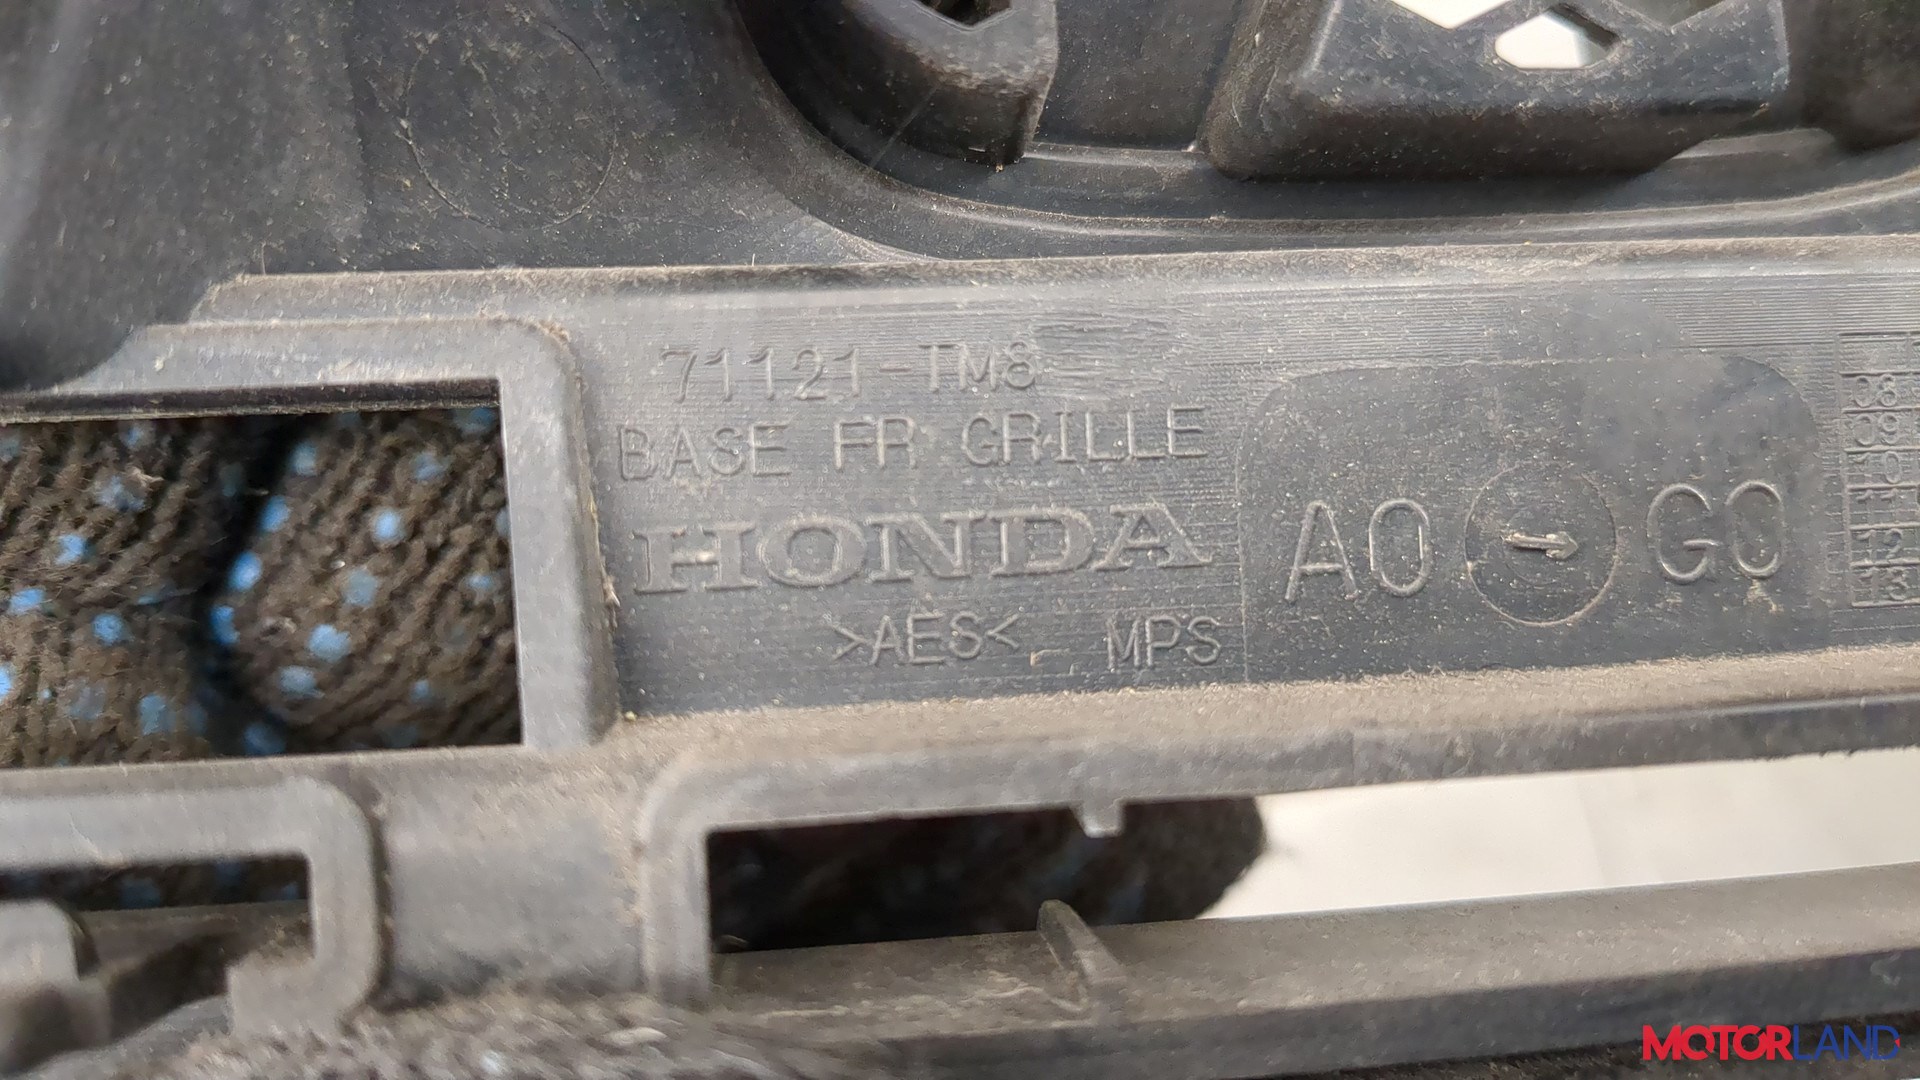 71121-TM8
BASE FR GRILLE
HONDA
>AES< MPS
A0 G0
08
09
10
11
12
13
MOTORLAND